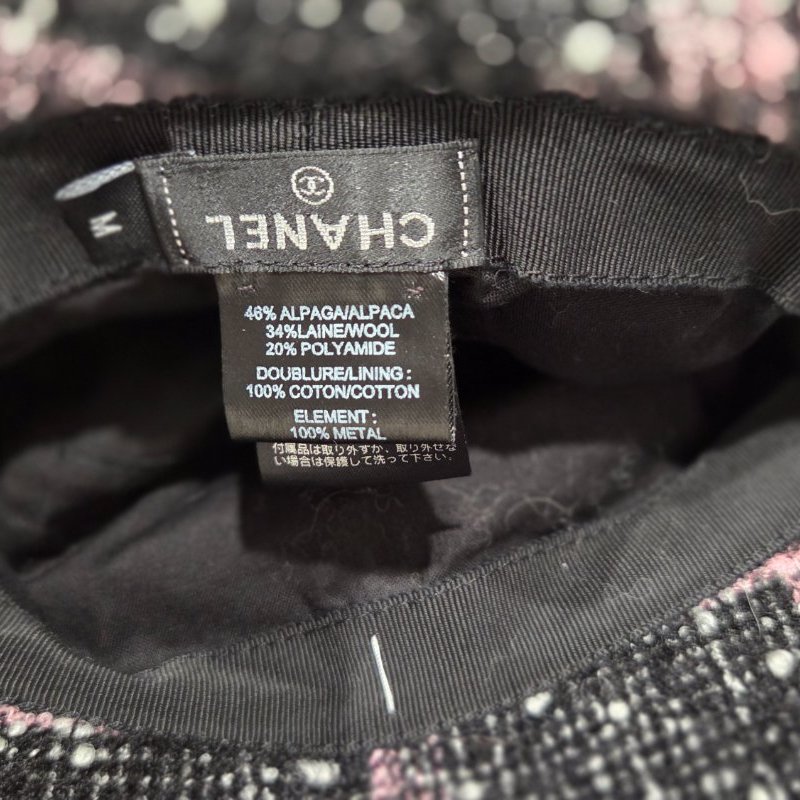 CHANEL
M
46% ALPAGA/ALPACA
34%LAINE/WOOL
20% POLYAMIDE
DOUBLURE/LINING :
100% COTON/COTTON
ELEMENT :
100% METAL
付属品は取り外すか、取り外せな
い場合は保護して洗って下さい。